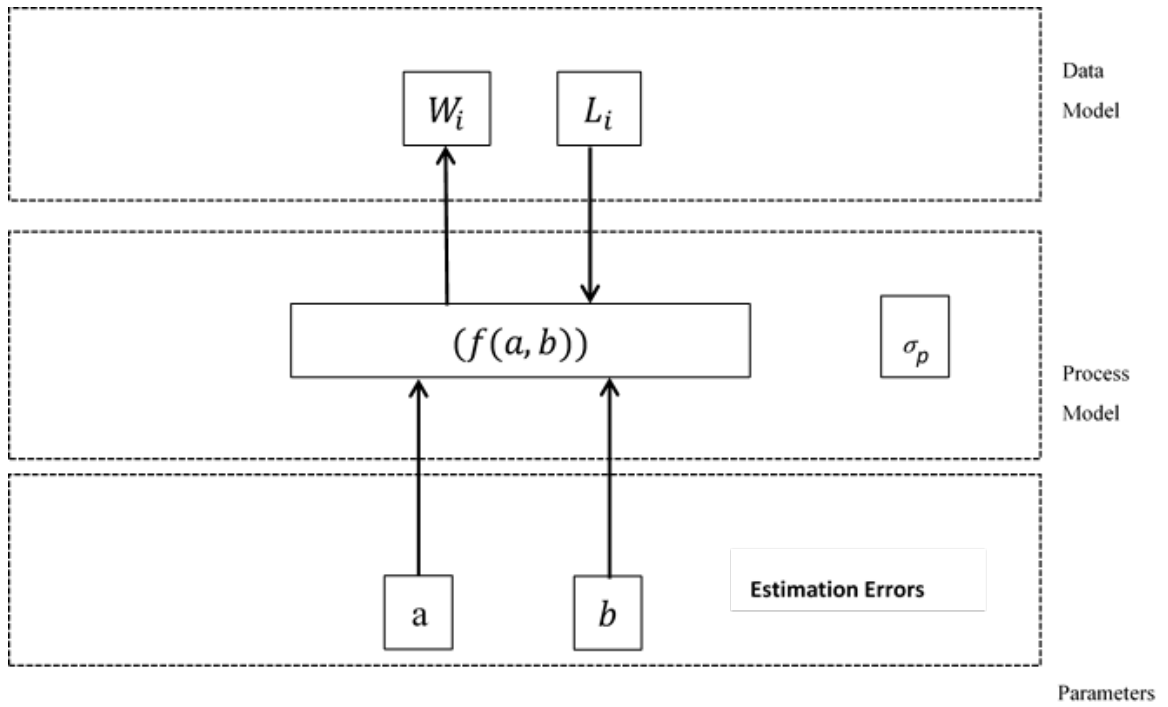 Data
Model
W_i
L_i
(f(a, b))
σ_p
Process
Model
a
b
Estimation Errors
Parameters